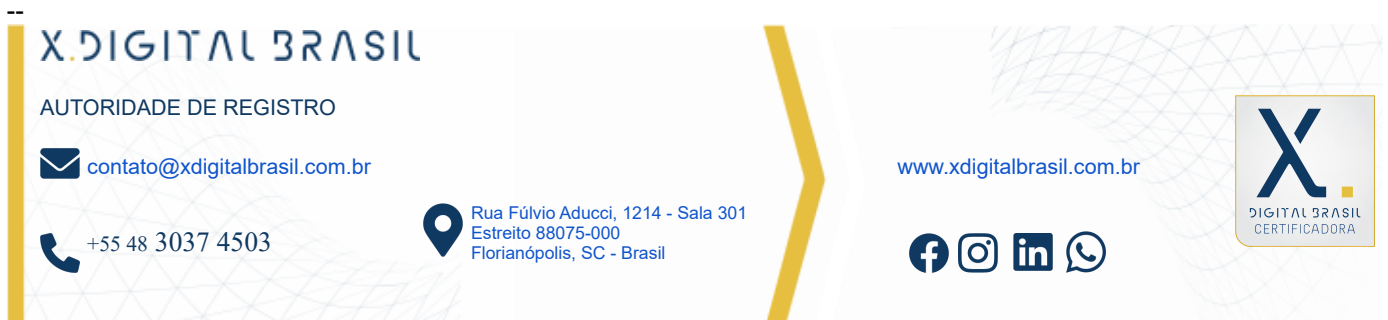 --
X.DIGITAL BRASIL
AUTORIDADE DE REGISTRO
contato@xdigitalbrasil.com.br
+55 48 3037 4503
Rua Fúlvio Aducci, 1214 - Sala 301
Estreito 88075-000
Florianópolis, SC - Brasil
www.xdigitalbrasil.com.br
X.
DIGITAL BRASIL
CERTIFICADORA